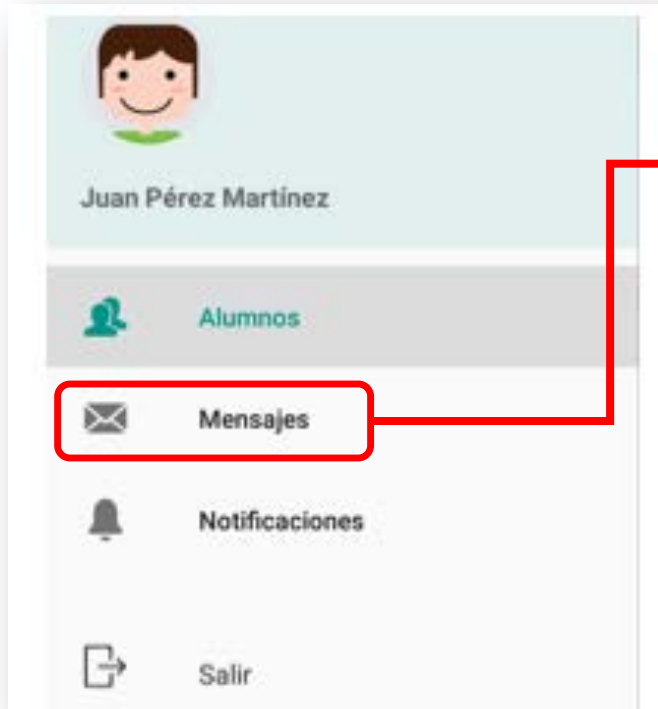 Juan Pérez Martínez
Alumnos
Mensajes
Notificaciones
Salir